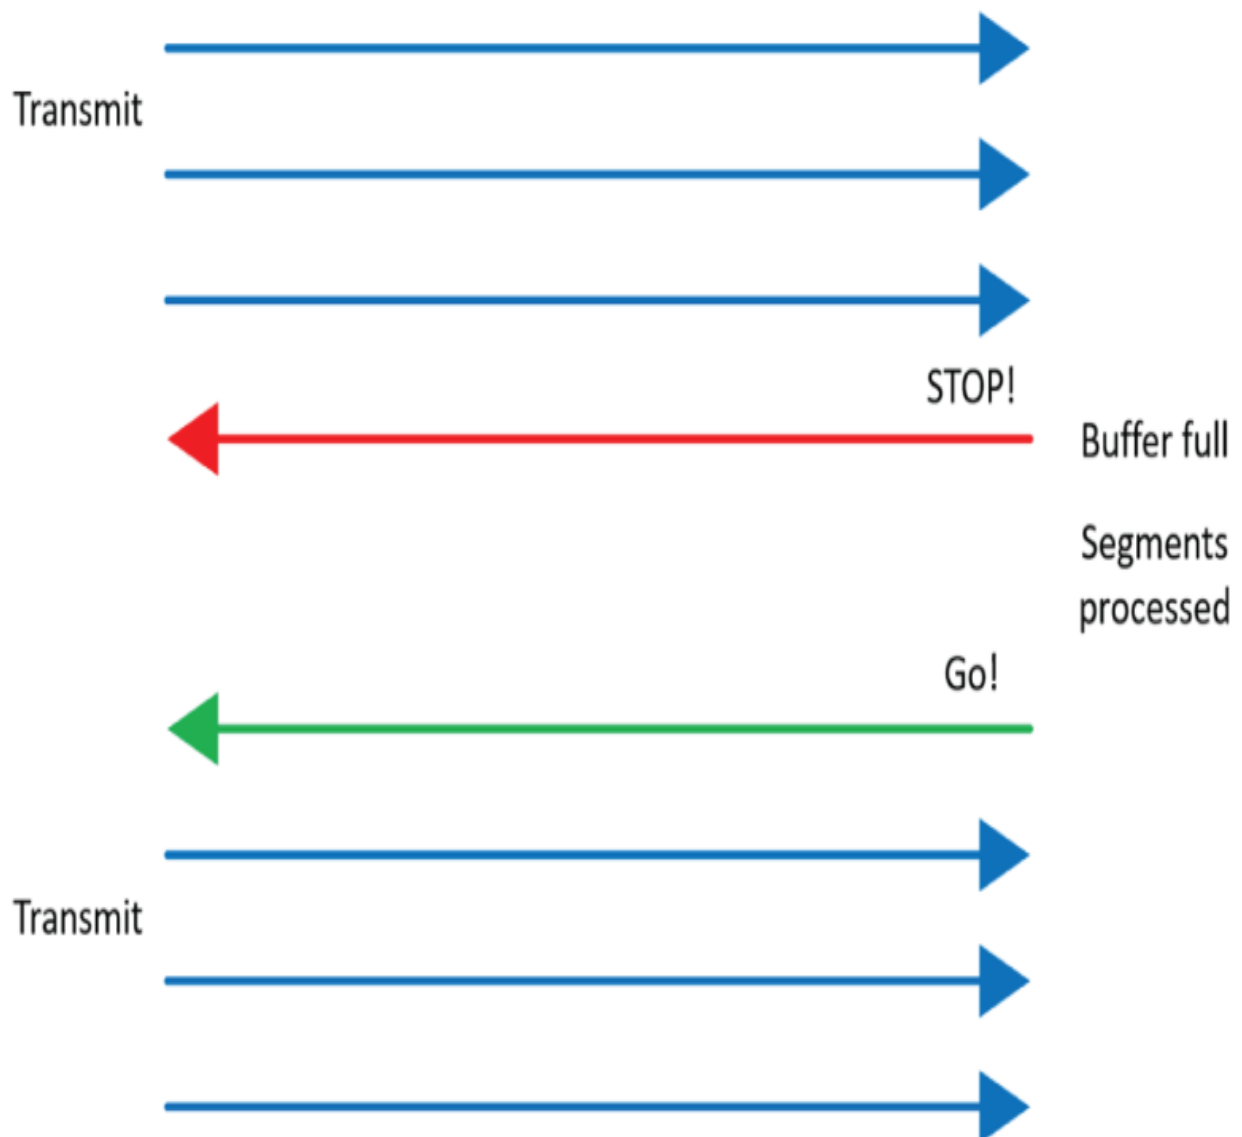 Transmit
STOP!
Buffer full
Segments
processed
Go!
Transmit